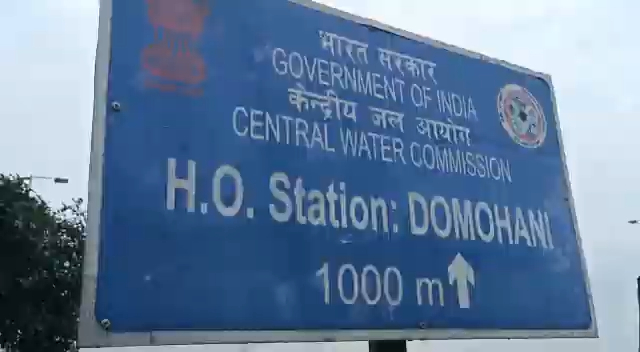 भारत सरकार
GOVERNMENT OF INDIA
केन्द्रीय जल आयोग
CENTRAL WATER COMMISSION
H.O. Station: DOMOHANI
1000 m↑